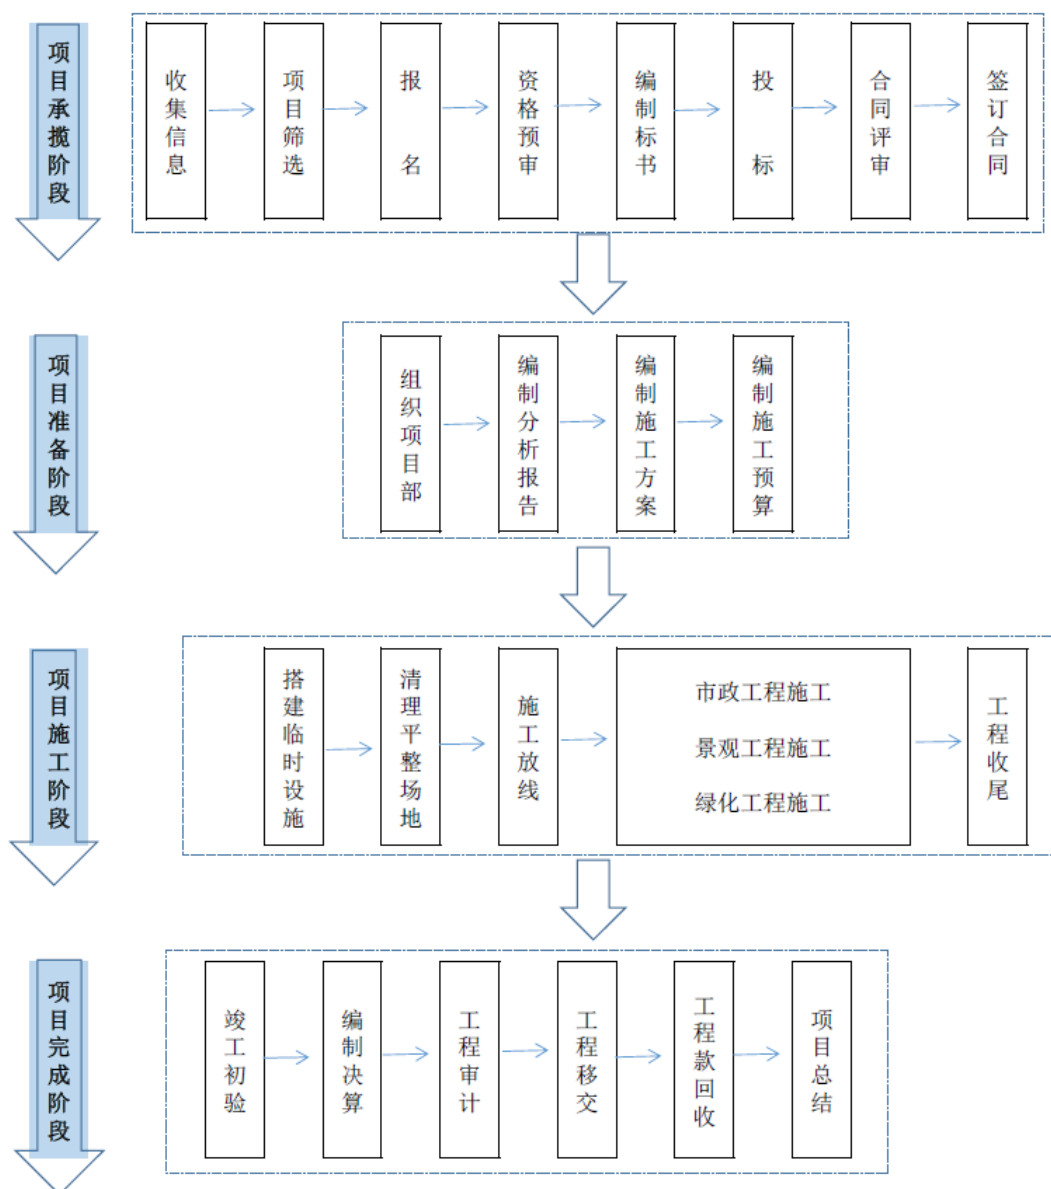 项目承揽阶段
收集信息
项目筛选
报名
资格预审
编制标书
投标
合同评审
签订合同
项目准备阶段
组织项目部
编制分析报告
编制施工方案
编制施工预算
项目施工阶段
搭建临时设施
清理平整场地
施工放线
市政工程施工
景观工程施工
绿化工程施工
工程收尾
项目完成阶段
竣工初验
编制决算
工程审计
工程移交
工程款回收
项目总结